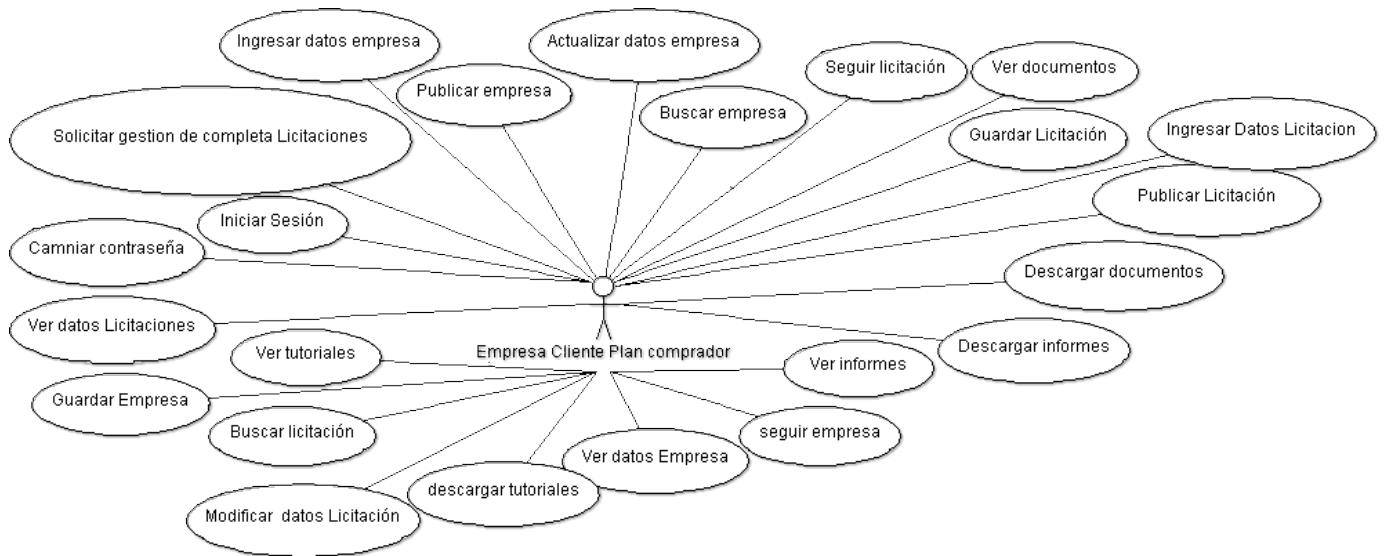 Ingresar datos empresa
Actualizar datos empresa
Seguir licitación
Ver documentos
Publicar empresa
Buscar empresa
Solicitar gestion de completa Licitaciones
Guardar Licitación
Ingresar Datos Licitacion
Publicar Licitación
Iniciar Sesión
Camniar contraseña
Descargar documentos
Ver datos Licitaciones
Ver tutoriales
Empresa Cliente Plan comprador
Ver informes
Descargar informes
Guardar Empresa
Buscar licitación
seguir empresa
Ver datos Empresa
descargar tutoriales
Modificar datos Licitación